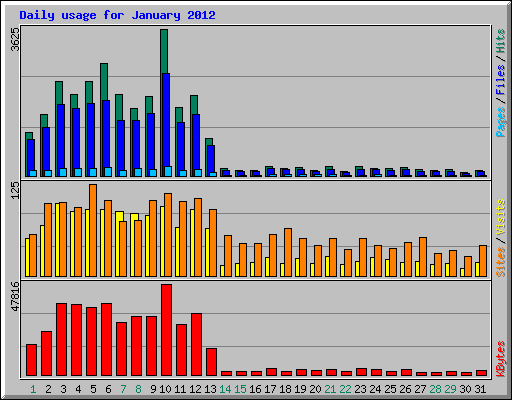 Daily usage for January 2012
3625
Pages / Files / Hits
125
Sites / Visits
47816
KBytes
1 2 3 4 5 6 7 8 9 10 11 12 13 14 15 16 17 18 19 20 21 22 23 24 25 26 27 28 29 30 31